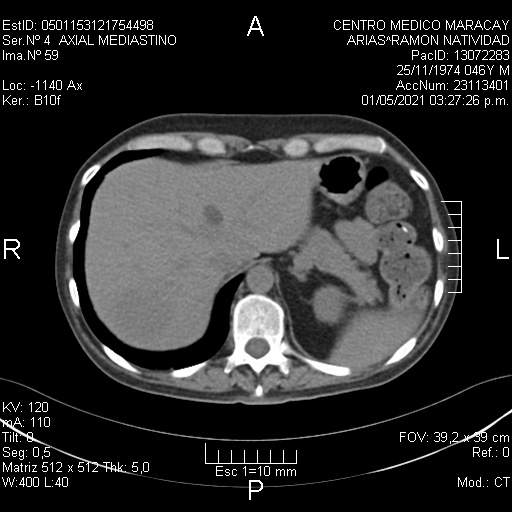 EstID: 0501153121754498
Ser.Nº 4 AXIAL MEDIASTINO
Ima.Nº 59
Loc: -1140 Ax
Ker.: B10f
A
CENTRO MEDICO MARACAY
ARIAS^RAMON NATIVIDAD
PacID: 13072283
25/11/1974 046Y M
AccNum: 23113401
01/05/2021 03:27:26 p.m.
R
L
KV: 120
mA: 110
Tilt: 0
Seg: 0,5
Matriz 512 x 512 Thk: 5,0
W:400 L:40
Esc 1=10 mm
P
FOV: 39,2 x 39 cm
Ref.: 0
Mod.: CT